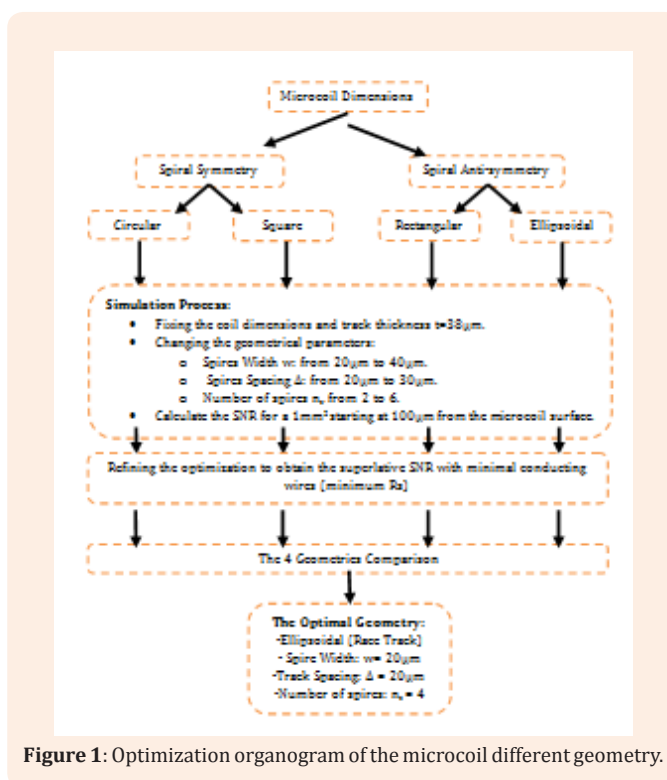 Microcoil Dimensions
Spiral Symmetry
Spiral Anti-symmetry
Circular
Square
Rectangular
Ellipsoidal
Simulation Process:
• Fixing the coil dimensions and track thickness t=38μm.
• Changing the geometrical parameters:
o Spires Width w: from 20μm to 40μm.
o Spires Spacing Δ: from 20μm to 30μm.
o Number of spires nₛ from 2 to 6.
• Calculate the SNR for a 1mm³ starting at 100μm from the microcoil surface.
Refining the optimization to obtain the superlative SNR with minimal conducting
wires (minimum Rs)
The 4 Geometries Comparison
The Optimal Geometry:
-Ellipsoidal (Race Track)
- Spire Width: w= 20μm
-Track Spacing: Δ = 20μm
-Number of spires: nₛ = 4
Figure 1: Optimization organogram of the microcoil different geometry.